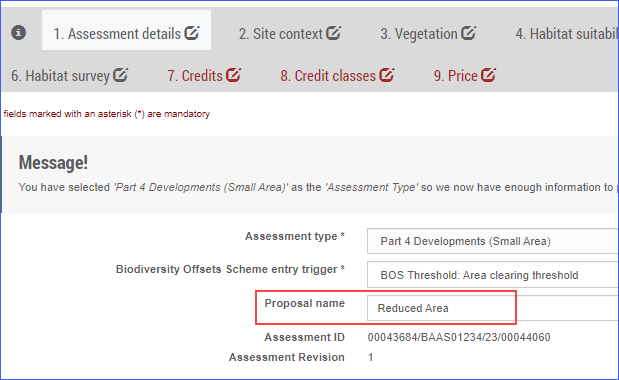 1. Assessment details
2. Site context
3. Vegetation
4. Habitat suitabil
6. Habitat survey
7. Credits
8. Credit classes
9. Price
fields marked with an asterisk (*) are mandatory
Message!
You have selected 'Part 4 Developments (Small Area)' as the 'Assessment Type' so we now have enough information to p
Assessment type *
Part 4 Developments (Small Area)
Biodiversity Offsets Scheme entry trigger *
BOS Threshold: Area clearing threshold
Proposal name
Reduced Area
Assessment ID
00043684/BAAS01234/23/00044060
Assessment Revision
1